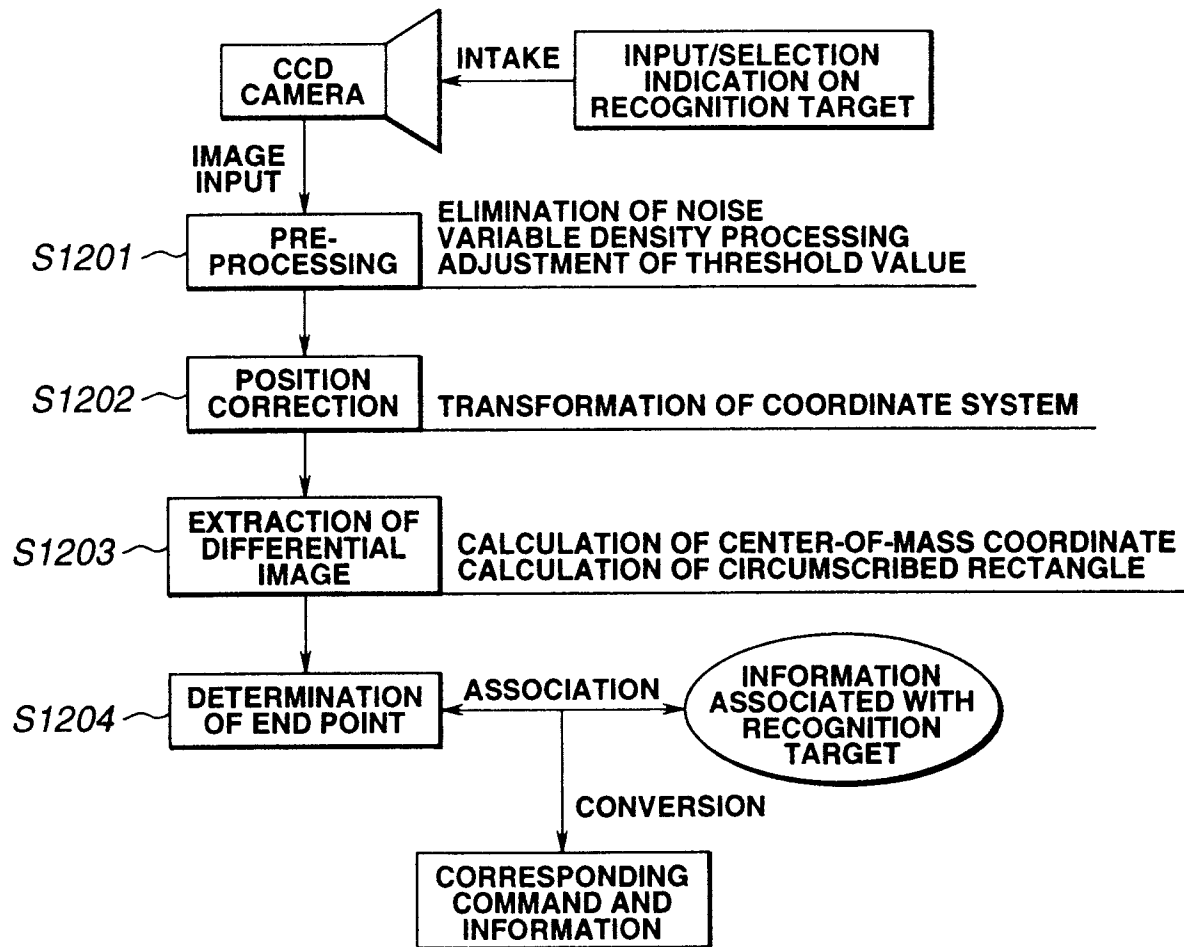 CCD
CAMERA
INTAKE
INPUT/SELECTION
INDICATION ON
RECOGNITION TARGET
IMAGE
INPUT
S1201
PRE-
PROCESSING
ELIMINATION OF NOISE
VARIABLE DENSITY PROCESSING
ADJUSTMENT OF THRESHOLD VALUE
S1202
POSITION
CORRECTION
TRANSFORMATION OF COORDINATE SYSTEM
S1203
EXTRACTION OF
DIFFERENTIAL
IMAGE
CALCULATION OF CENTER-OF-MASS COORDINATE
CALCULATION OF CIRCUMSCRIBED RECTANGLE
S1204
DETERMINATION
OF END POINT
ASSOCIATION
INFORMATION
ASSOCIATED WITH
RECOGNITION
TARGET
CONVERSION
CORRESPONDING
COMMAND AND
INFORMATION